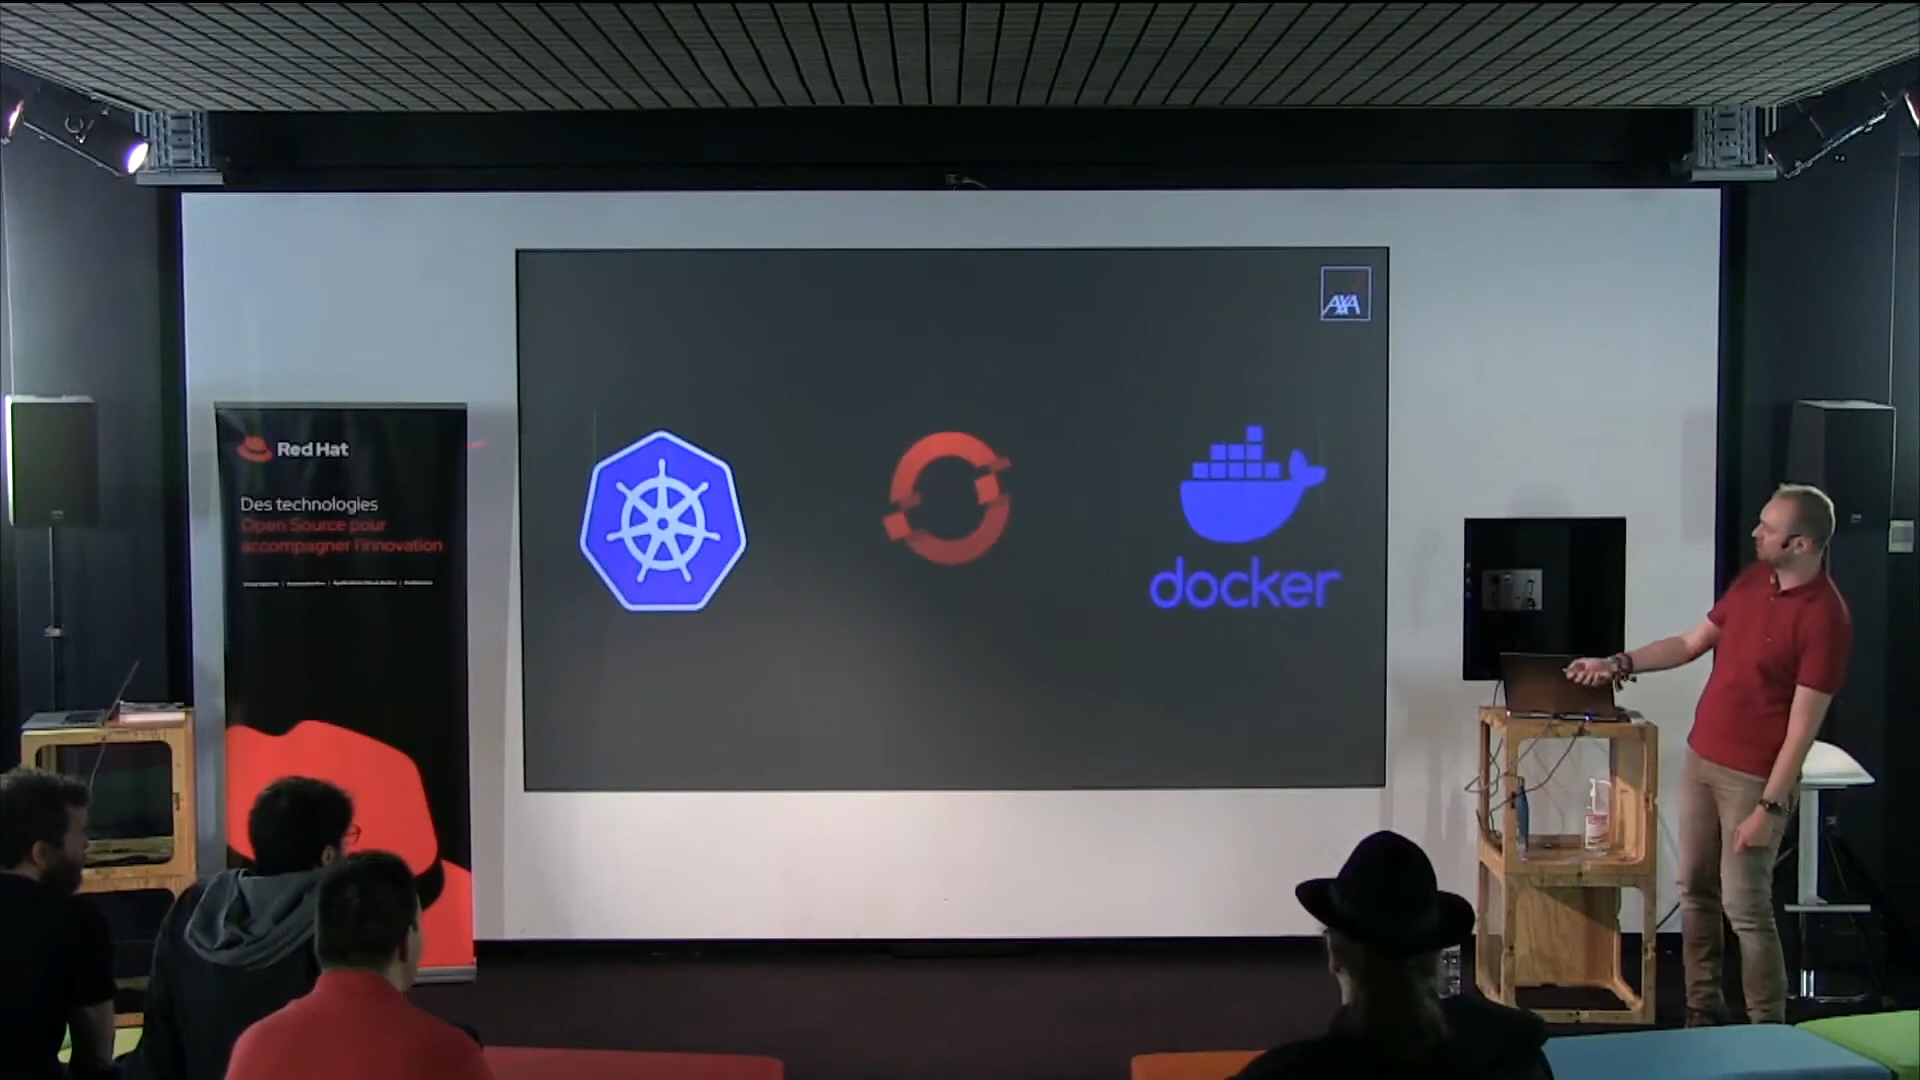 Red Hat
Des technologies
Open Source pour
accompagner l'innovation
AXA
docker